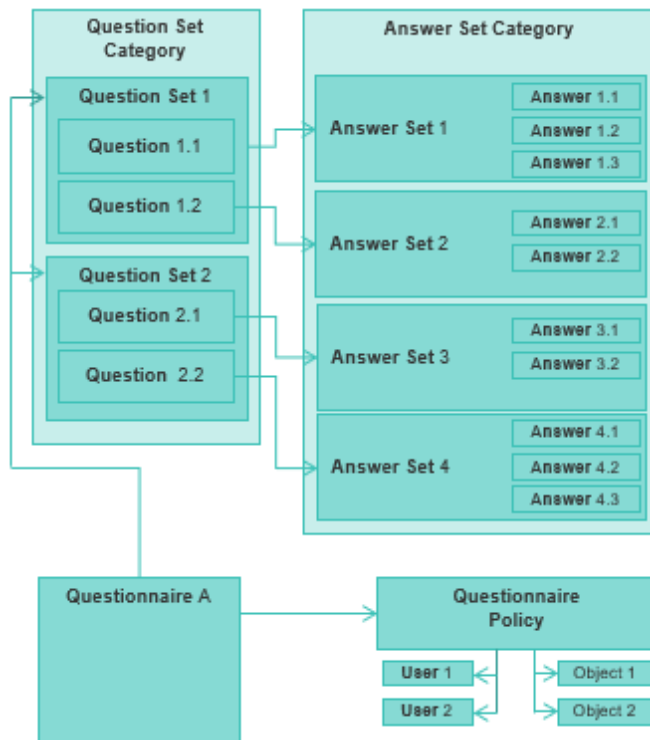 Question Set
Category
Question Set 1
Question 1.1
Question 1.2
Question Set 2
Question 2.1
Question 2.2
Answer Set Category
Answer Set 1
Answer 1.1
Answer 1.2
Answer 1.3
Answer Set 2
Answer 2.1
Answer 2.2
Answer Set 3
Answer 3.1
Answer 3.2
Answer Set 4
Answer 4.1
Answer 4.2
Answer 4.3
Questionnaire A
Questionnaire
Policy
User 1
Object 1
User 2
Object 2